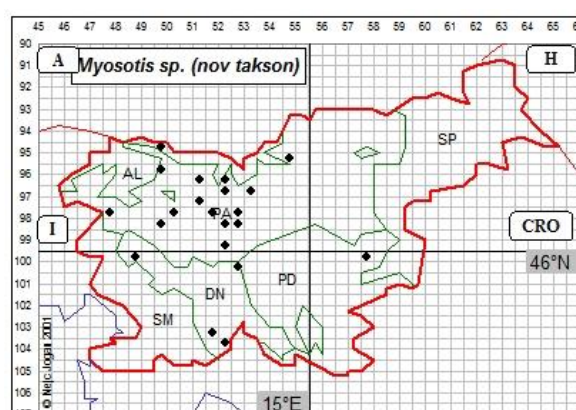 45 46 47 48 49 50 51 52 53 54 55 56 57 58 59 60 61 62 63 64 65
90
A
Myosotis sp. (nov takson)
H
91
92
93
94
SP
95
AL
96
97
PA
98
I
CRO
99
100
46°N
101
DN
PD
102
SM
103
104
105
106
15°E
© Nejc Jogan 2001